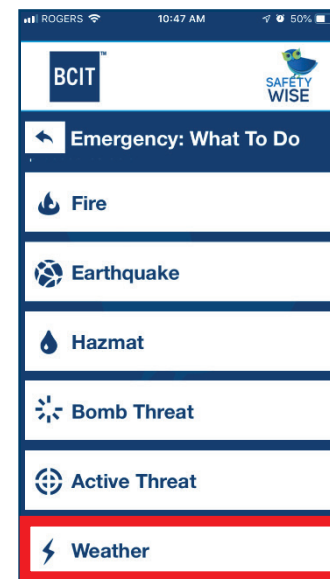 ROGERS 10:47 AM 50%
BCIT™
SAFETY
WISE
Emergency: What To Do
Fire
Earthquake
Hazmat
Bomb Threat
Active Threat
Weather